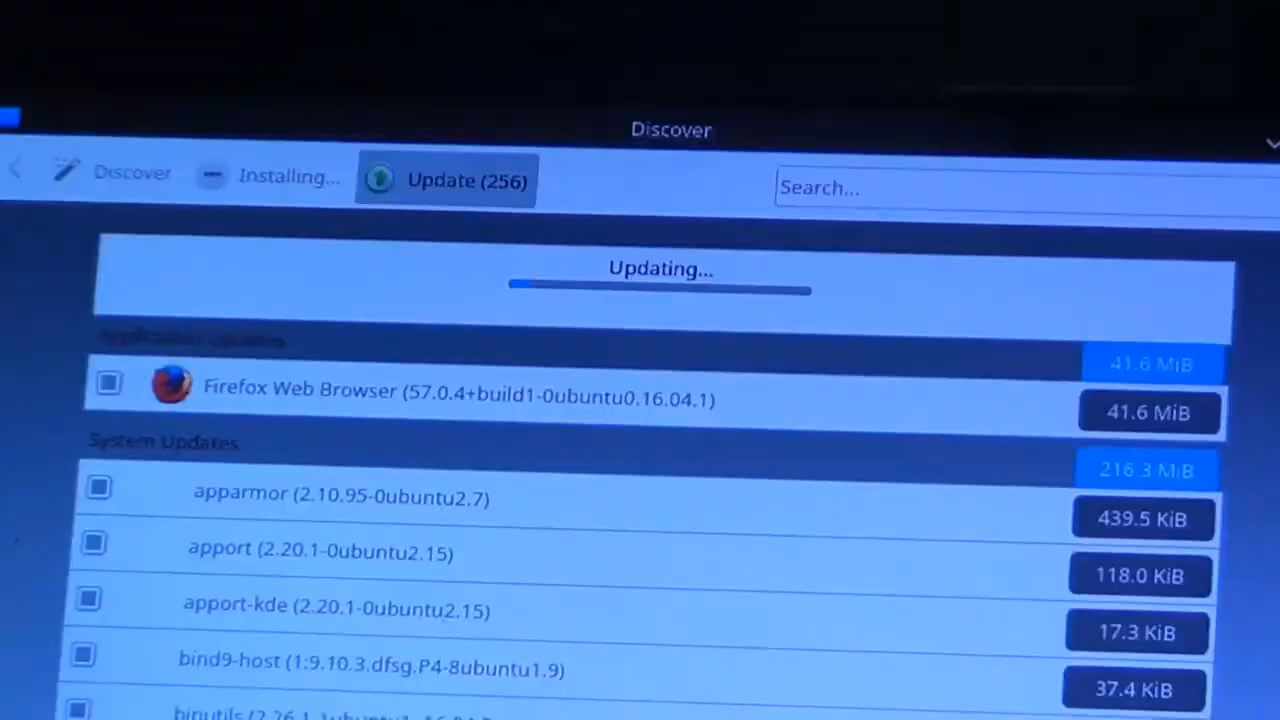 Discover
Discover Installing... Update (256) Search...
Updating...
Application Updates 41.6 MiB
Firefox Web Browser (57.0.4+build1-0ubuntu0.16.04.1) 41.6 MiB
System Updates 216.3 MiB
apparmor (2.10.95-0ubuntu2.7) 439.5 KiB
apport (2.20.1-0ubuntu2.15) 118.0 KiB
apport-kde (2.20.1-0ubuntu2.15) 17.3 KiB
bind9-host (1:9.10.3.dfsg.P4-8ubuntu1.9) 37.4 KiB
binutils